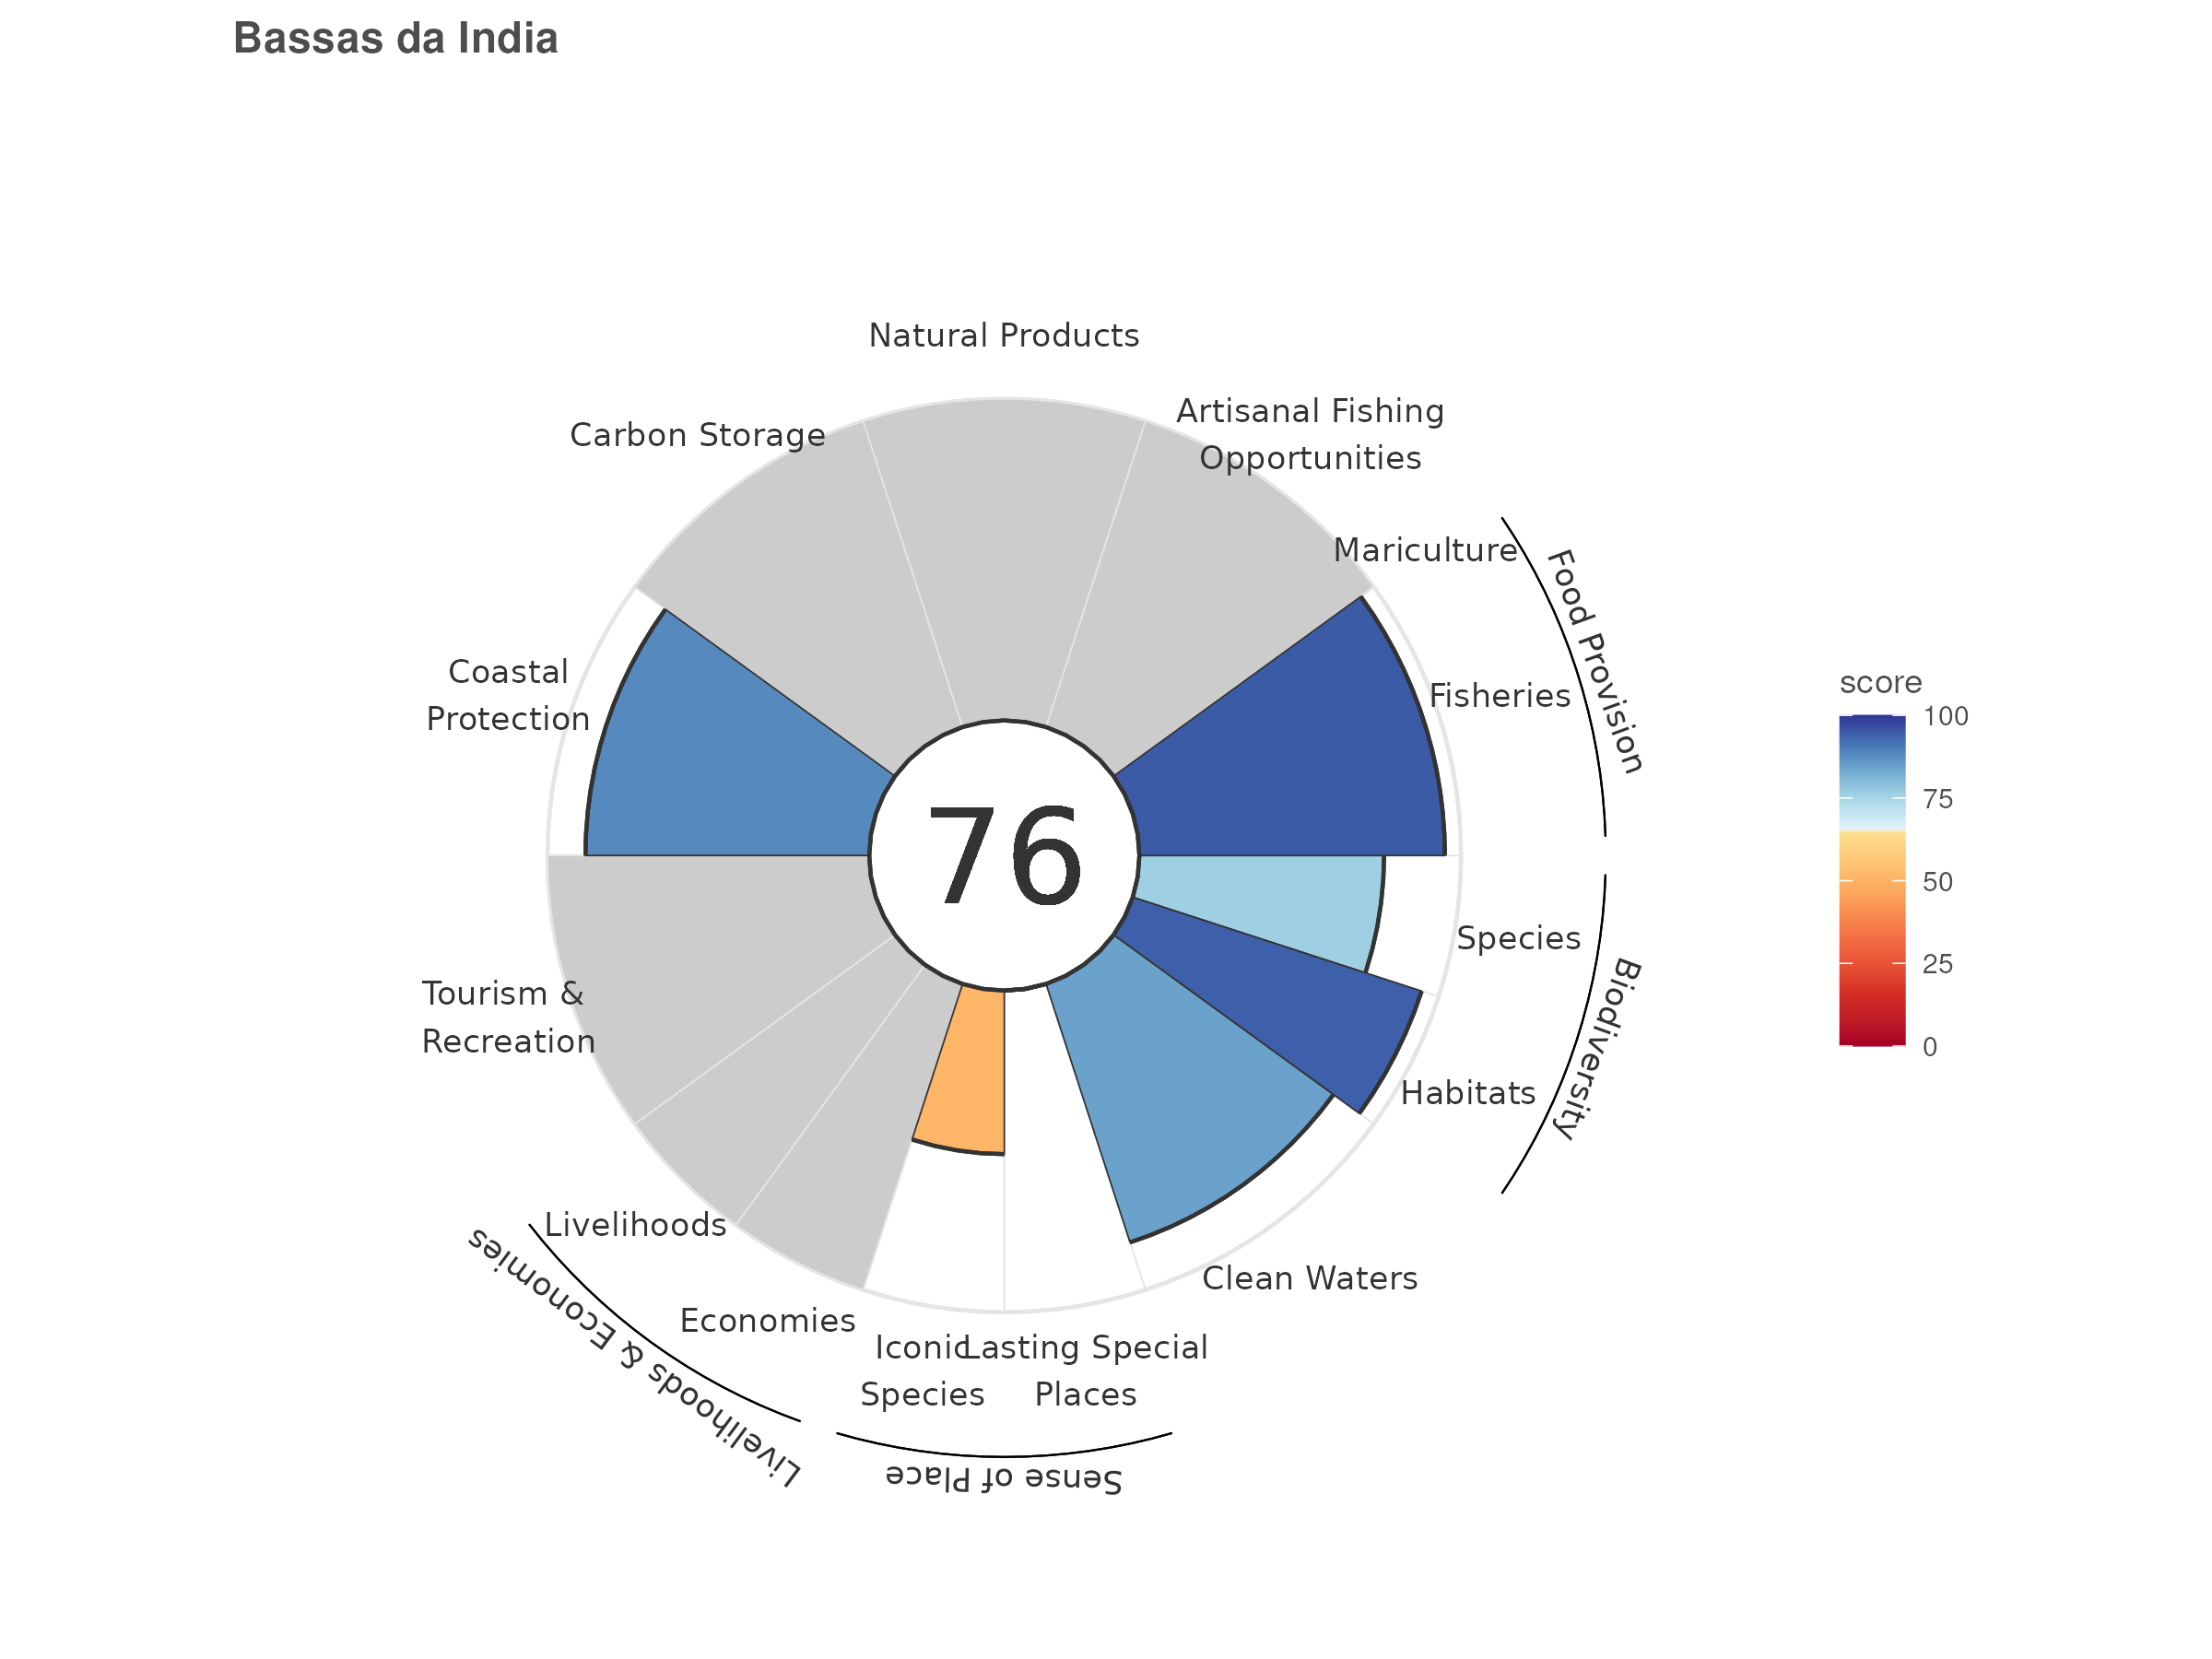 Bassas da India
Natural Products
Artisanal Fishing
Opportunities
Carbon Storage
Mariculture
Food Provision
Coastal
Protection
Fisheries
score
100
75
50
25
0
76
Species
Biodiversity
Tourism &
Recreation
Habitats
Livelihoods
Clean Waters
Economies
Livelihoods & Economies
Iconic
Species
Lasting Special
Places
Sense of Place